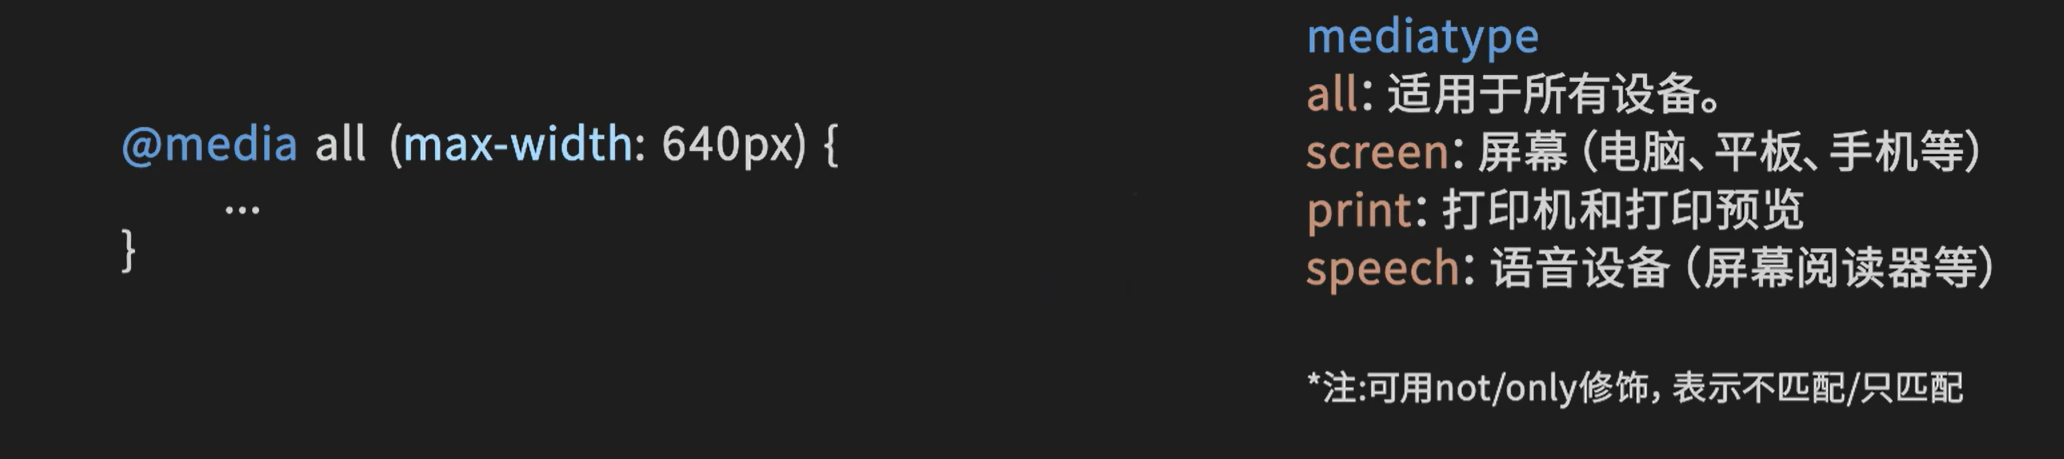 @media all (max-width: 640px) {
...
}
mediatype
all: 适用于所有设备。
screen: 屏幕（电脑、平板、手机等）
print: 打印机和打印预览
speech: 语音设备（屏幕阅读器等）
*注:可用not/only修饰，表示不匹配/只匹配